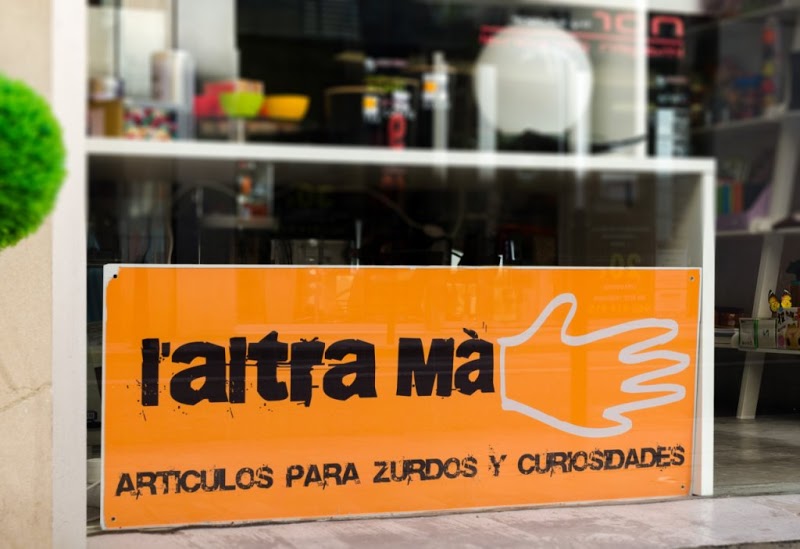 l'altra Mà
ARTICULOS PARA ZURDOS Y CURIOSIDADES